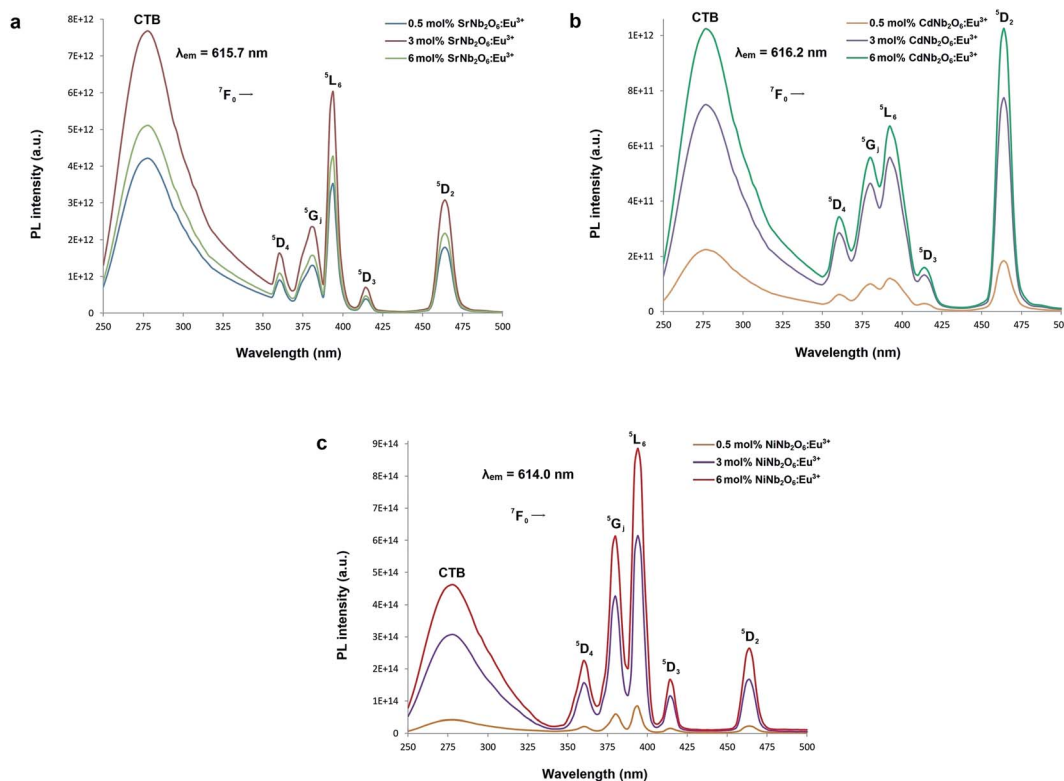 a
8E+12
7E+12
6E+12
5E+12
4E+12
3E+12
2E+12
1E+12
0
PL intensity (a.u.)
CTB
λem = 615.7 nm
⁷F₀ →
⁵D₄
⁵Gⱼ
⁵L₆
⁵D₃
⁵D₂
0.5 mol% SrNb₂O₆:Eu³⁺
3 mol% SrNb₂O₆:Eu³⁺
6 mol% SrNb₂O₆:Eu³⁺
250 275 300 325 350 375 400 425 450 475 500
Wavelength (nm)
b
1E+12
8E+11
6E+11
4E+11
2E+11
0
PL intensity (a.u.)
CTB
λem = 616.2 nm
⁷F₀ →
⁵D₄
⁵Gⱼ
⁵L₆
⁵D₃
⁵D₂
0.5 mol% CdNb₂O₆:Eu³⁺
3 mol% CdNb₂O₆:Eu³⁺
6 mol% CdNb₂O₆:Eu³⁺
250 275 300 325 350 375 400 425 450 475 500
Wavelength (nm)
c
9E+14
8E+14
7E+14
6E+14
5E+14
4E+14
3E+14
2E+14
1E+14
0
PL intensity (a.u.)
CTB
λem = 614.0 nm
⁷F₀ →
⁵D₄
⁵Gⱼ
⁵L₆
⁵D₃
⁵D₂
0.5 mol% NiNb₂O₆:Eu³⁺
3 mol% NiNb₂O₆:Eu³⁺
6 mol% NiNb₂O₆:Eu³⁺
250 275 300 325 350 375 400 425 450 475 500
Wavelength (nm)